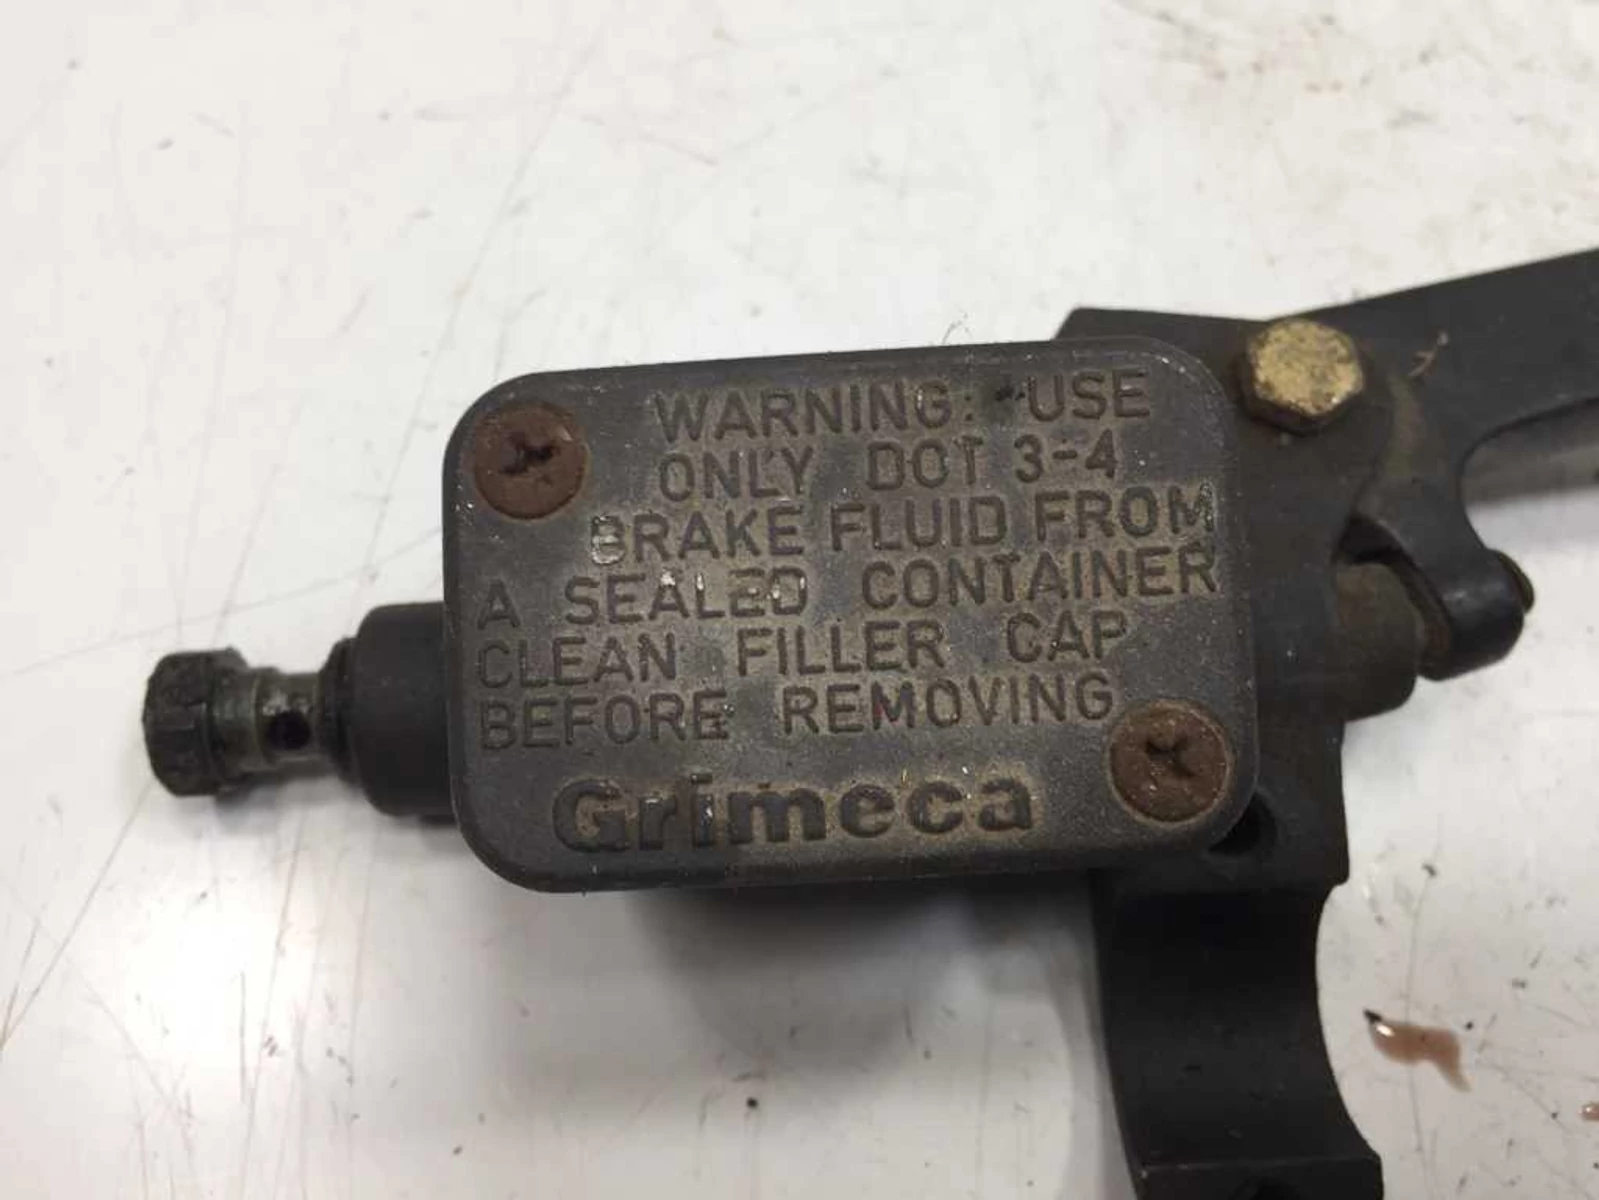 WARNING: USE
ONLY DOT 3-4
BRAKE FLUID FROM
A SEALED CONTAINER
CLEAN FILLER CAP
BEFORE REMOVING
Grimeca